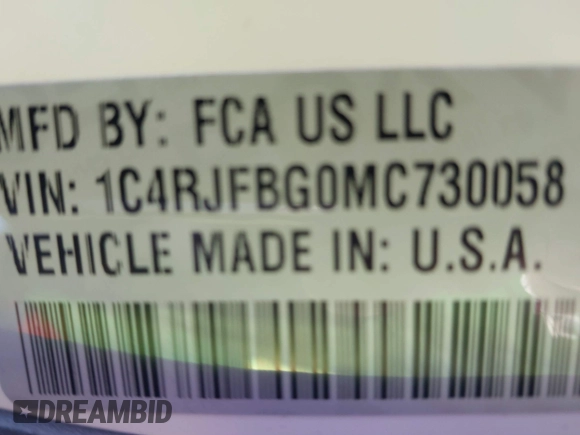 MFD BY: FCA US LLC
VIN: 1C4RJFBG0MC730058
VEHICLE MADE IN: U.S.A.
DREAMBID